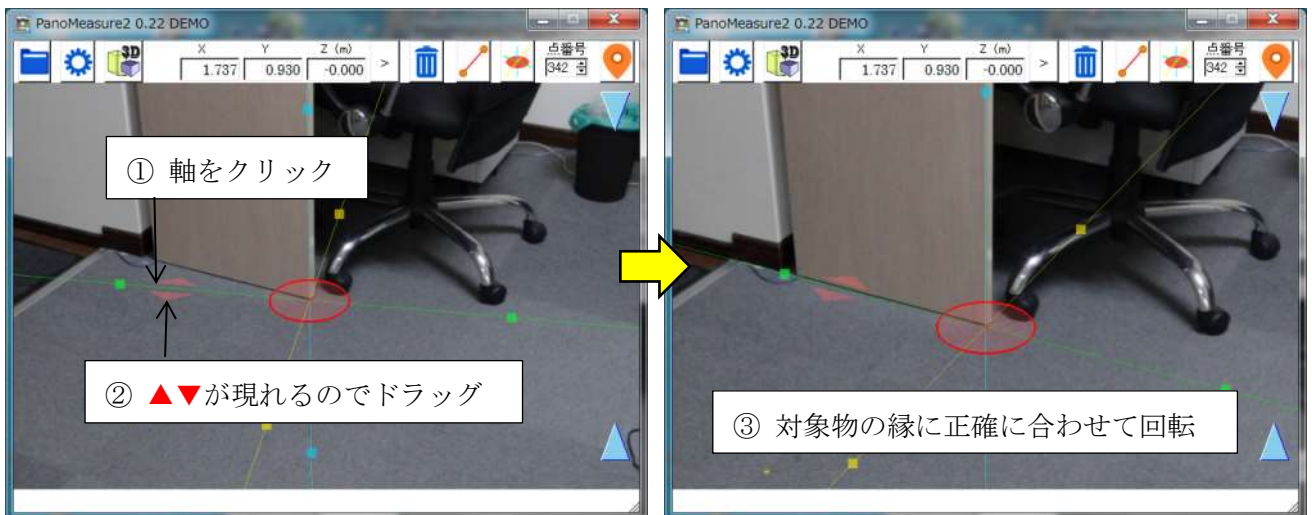 PanoMeasure2 0.22 DEMO
3D
X Y Z (m)
1.737 0.930 -0.000 >
点番号
342
① 軸をクリック
② ▲▼が現れるのでドラッグ
PanoMeasure2 0.22 DEMO
3D
X Y Z (m)
1.737 0.930 -0.000 >
点番号
342
③ 対象物の縁に正確に合わせて回転